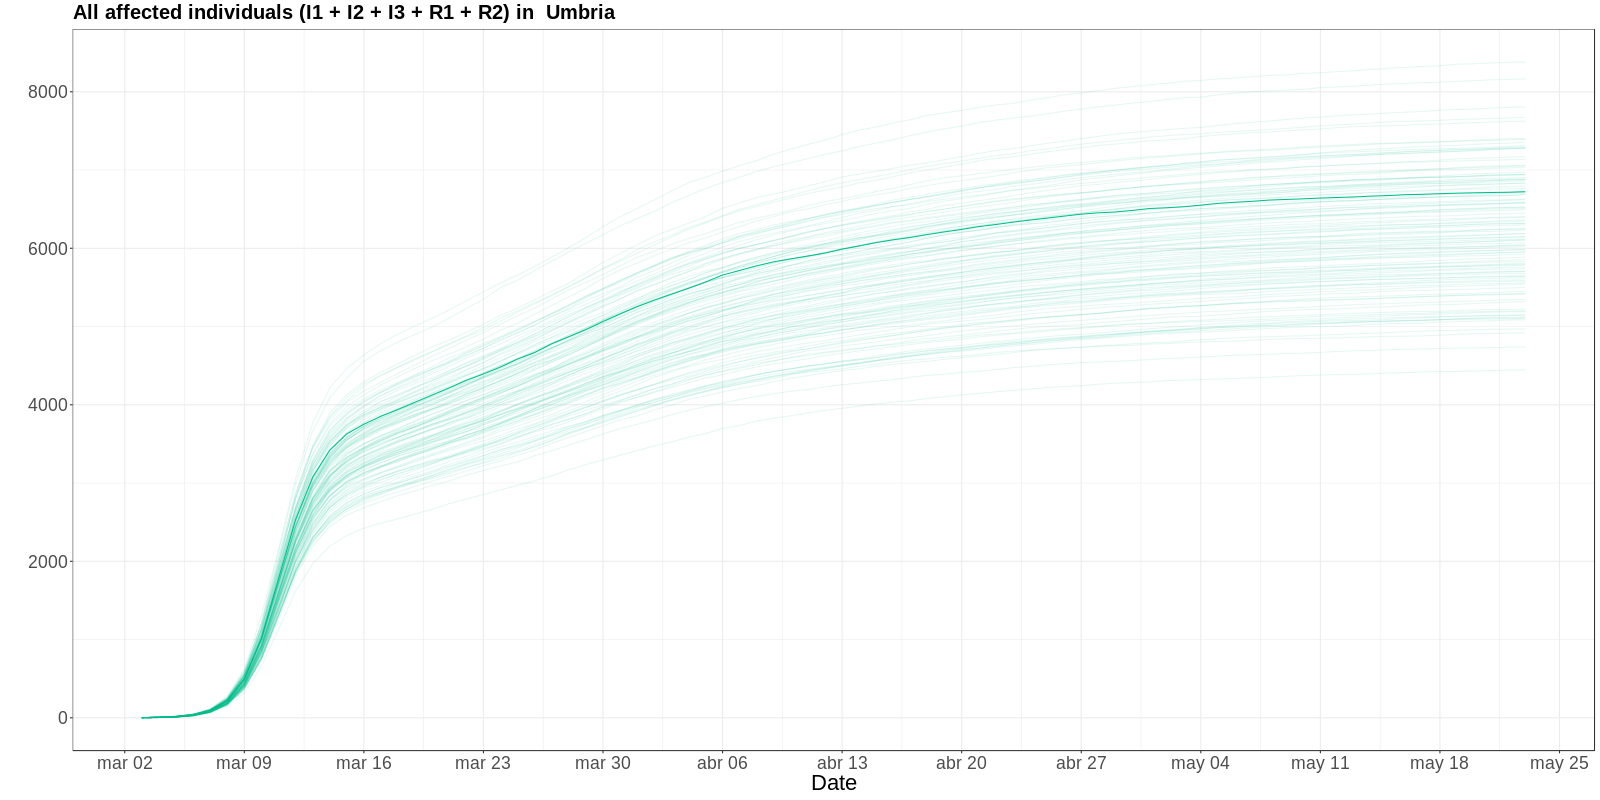 All affected individuals (I1 + I2 + I3 + R1 + R2) in  Umbria
8000
6000
4000
2000
0
mar 02 mar 09 mar 16 mar 23 mar 30 abr 06 abr 13 abr 20 abr 27 may 04 may 11 may 18 may 25
Date